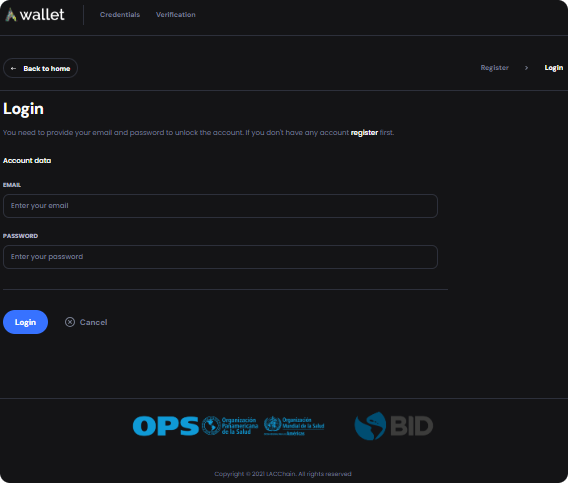 wallet
Credentials Verification
← Back to home
Register > Login
Login
You need to provide your email and password to unlock the account. If you don't have any account register first.
Account data
EMAIL
Enter your email
PASSWORD
Enter your password
Login Cancel
OPS
Organización
Panamericana
de la Salud
Organización
Mundial de la Salud
Américas
BID
Copyright © 2021 LACChain. All rights reserved